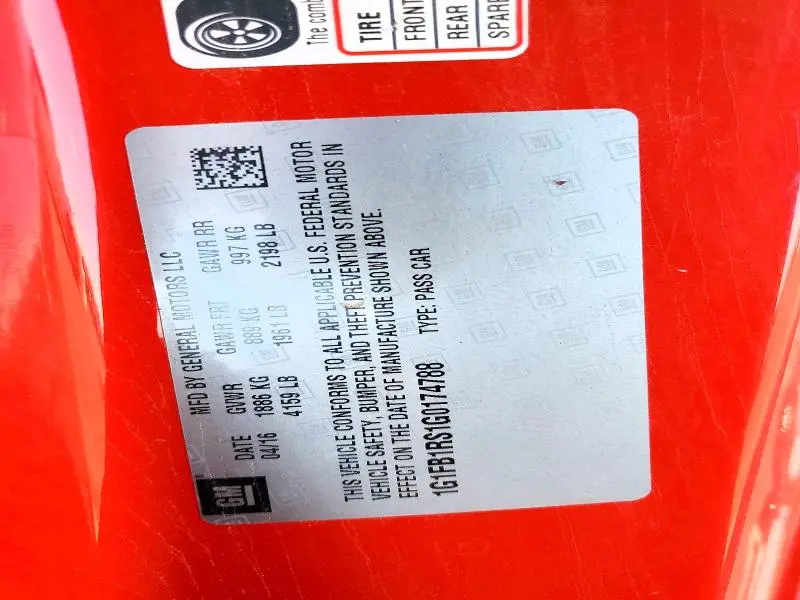 The comb
TIRE
FRONT
REAR
SPARE
MFD BY GENERAL MOTORS LLC
DATE GVWR GAWR FRT GAWR RR
04/16 1886 KG 889 KG 997 KG
4159 LB 1961 LB 2198 LB
GM
THIS VEHICLE CONFORMS TO ALL APPLICABLE U.S. FEDERAL MOTOR
VEHICLE SAFETY, BUMPER, AND THEFT PREVENTION STANDARDS IN
EFFECT ON THE DATE OF MANUFACTURE SHOWN ABOVE.
1G1FB1RS1G0174788 TYPE: PASS CAR